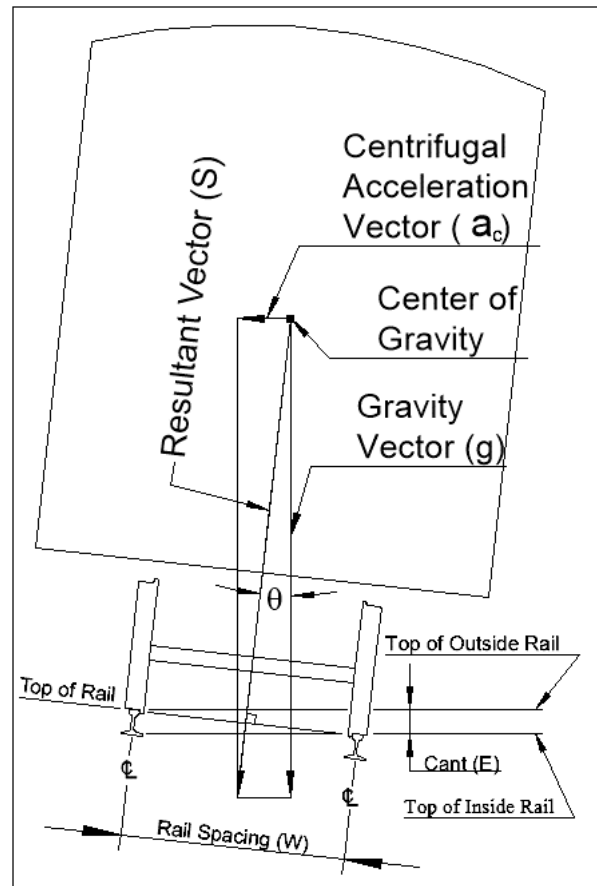 Centrifugal
Acceleration
Vector ( ac)
Resultant Vector (S)
Center of
Gravity
Gravity
Vector (g)
θ
Top of Outside Rail
Top of Rail
Cant (E)
℄
℄
Top of Inside Rail
Rail Spacing (W)